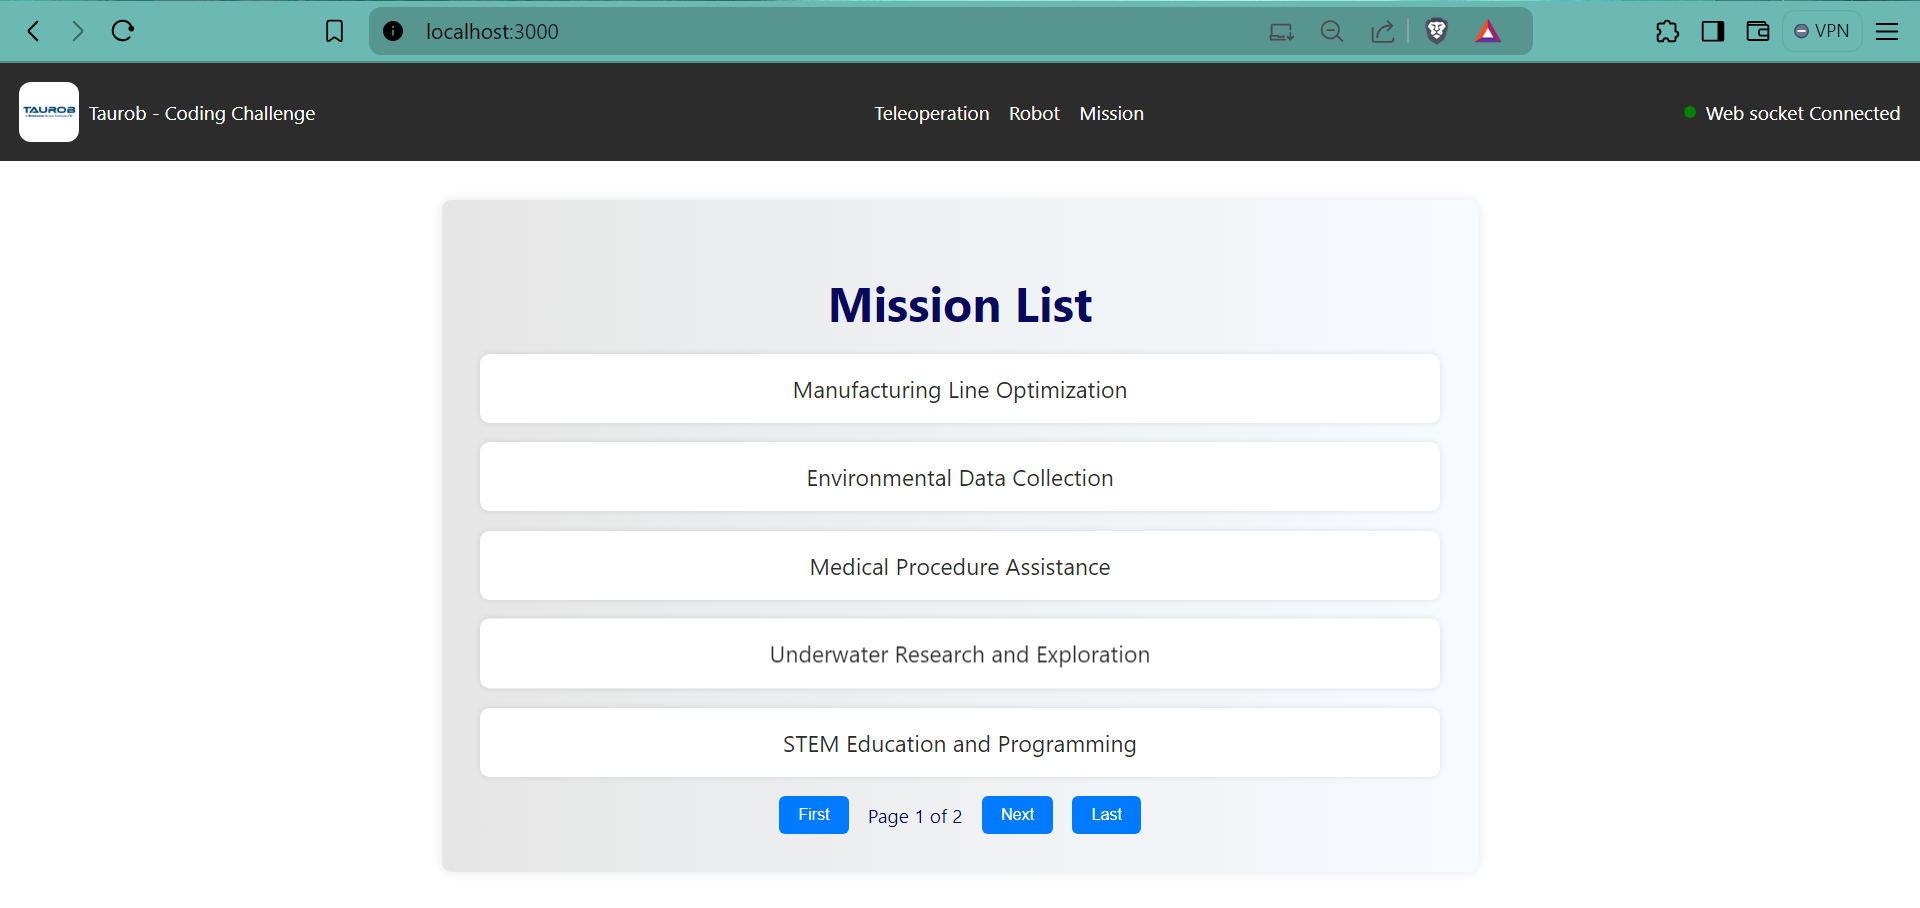 localhost:3000
VPN
TAUROB
Taurob - Coding Challenge
Teleoperation Robot Mission
Web socket Connected
Mission List
Manufacturing Line Optimization
Environmental Data Collection
Medical Procedure Assistance
Underwater Research and Exploration
STEM Education and Programming
First Page 1 of 2 Next Last